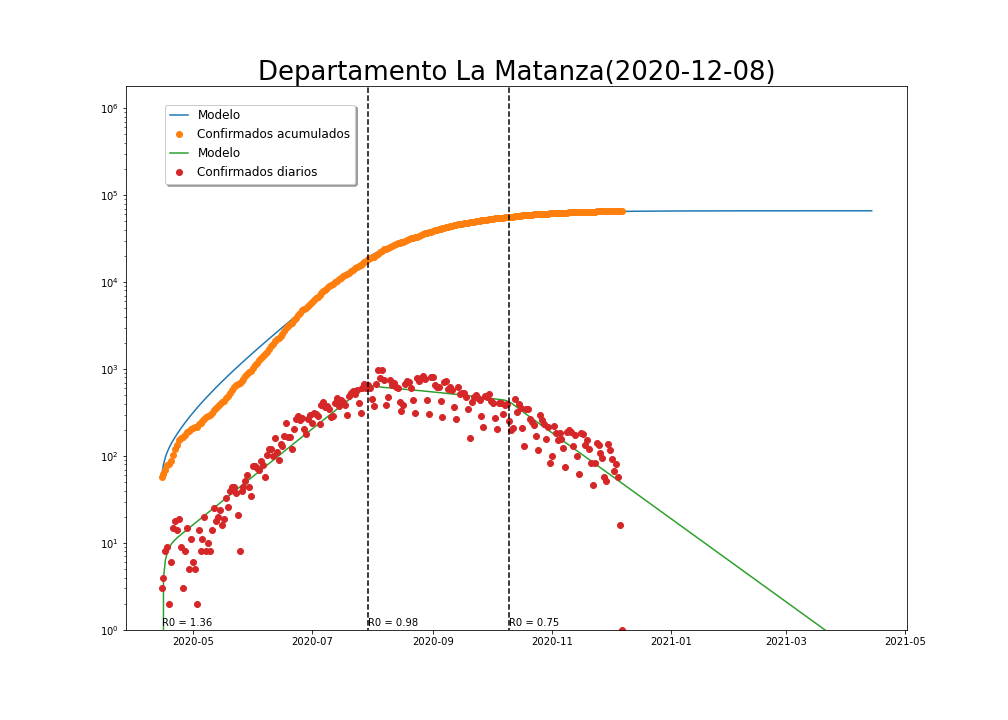 Departamento La Matanza(2020-12-08)
Modelo
Confirmados acumulados
Modelo
Confirmados diarios
10⁶
10⁵
10⁴
10³
10²
10¹
10⁰
R0 = 1.36
R0 = 0.98
R0 = 0.75
2020-05
2020-07
2020-09
2020-11
2021-01
2021-03
2021-05